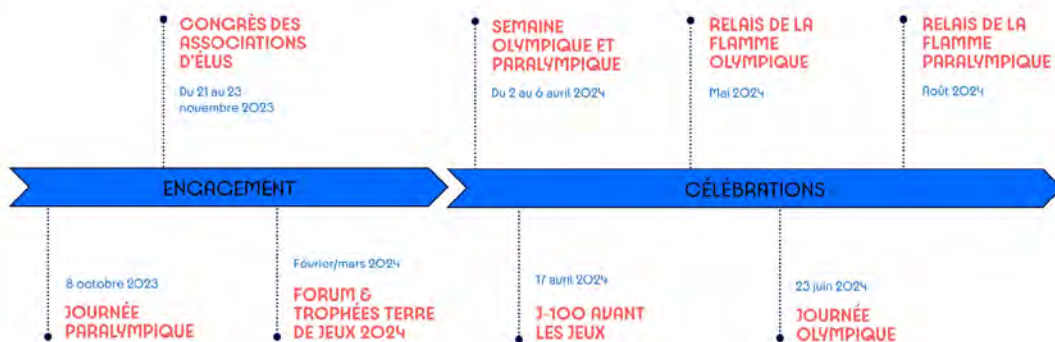 CONGRÈS DES
ASSOCIATIONS
D'ÉLUS
Du 21 au 23
novembre 2023
SEMAINE
OLYMPIQUE ET
PARALYMPIQUE
Du 2 au 6 avril 2024
RELAIS DE LA
FLAMME
OLYMPIQUE
Mai 2024
RELAIS DE LA
FLAMME
PARALYMPIQUE
Août 2024
ENGAGEMENT
CÉLÉBRATIONS
8 octobre 2023
JOURNÉE
PARALYMPIQUE
Février/mars 2024
FORUM &
TROPHÉES TERRE
DE JEUX 2024
17 avril 2024
J-100 AVANT
LES JEUX
23 juin 2024
JOURNÉE
OLYMPIQUE